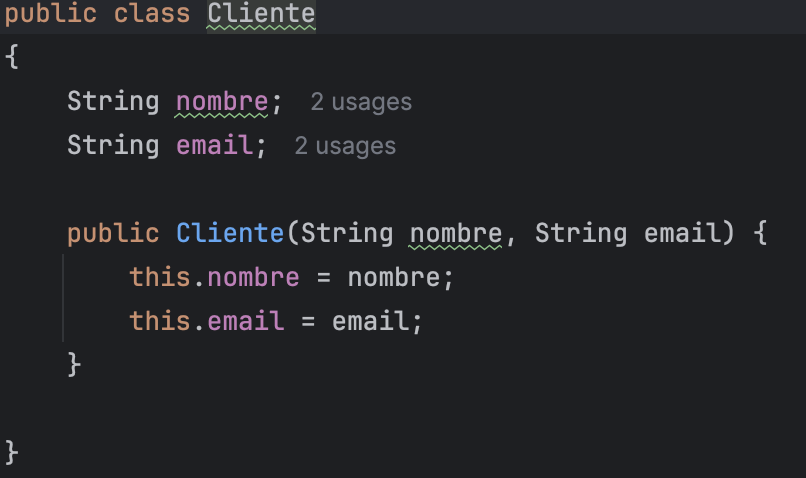 public class Cliente
{
String nombre; 2 usages
String email; 2 usages
public Cliente(String nombre, String email) {
this.nombre = nombre;
this.email = email;
}
}